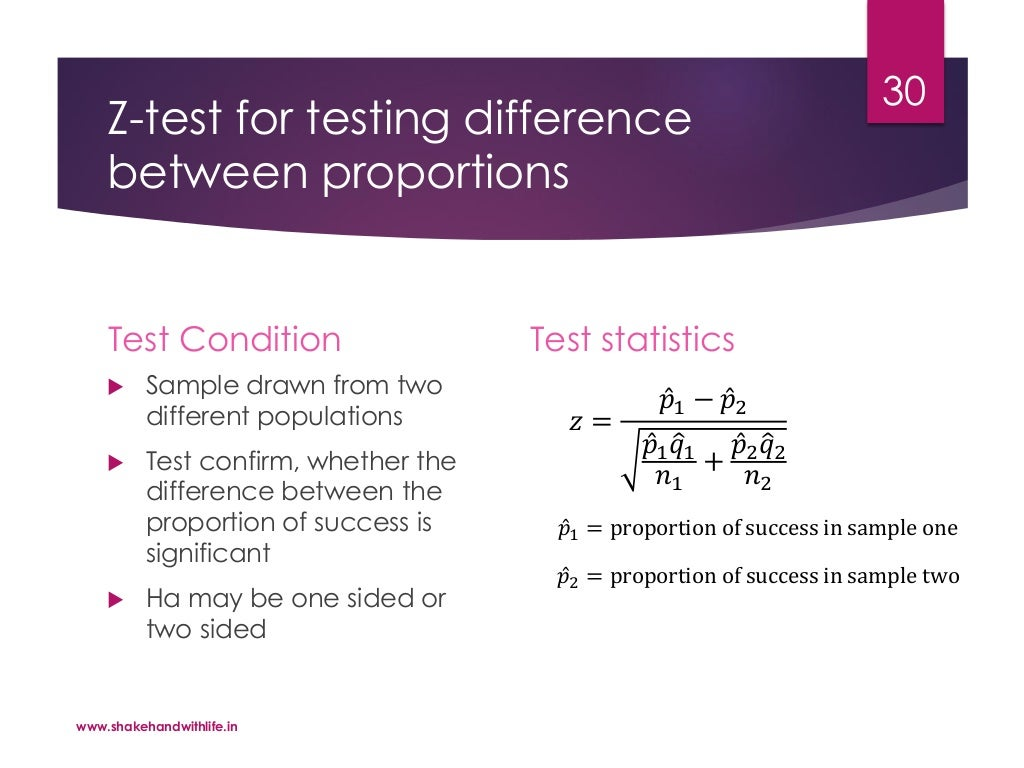 30
Z-test for testing difference
between proportions
Test Condition
Sample drawn from two
different populations
Test confirm, whether the
difference between the
proportion of success is
significant
Ha may be one sided or
two sided
Test statistics
z = (p̂₁ − p̂₂) / √(p̂₁q̂₁/n₁ + p̂₂q̂₂/n₂)
p̂₁ = proportion of success in sample one
p̂₂ = proportion of success in sample two
www.shakehandwithlife.in